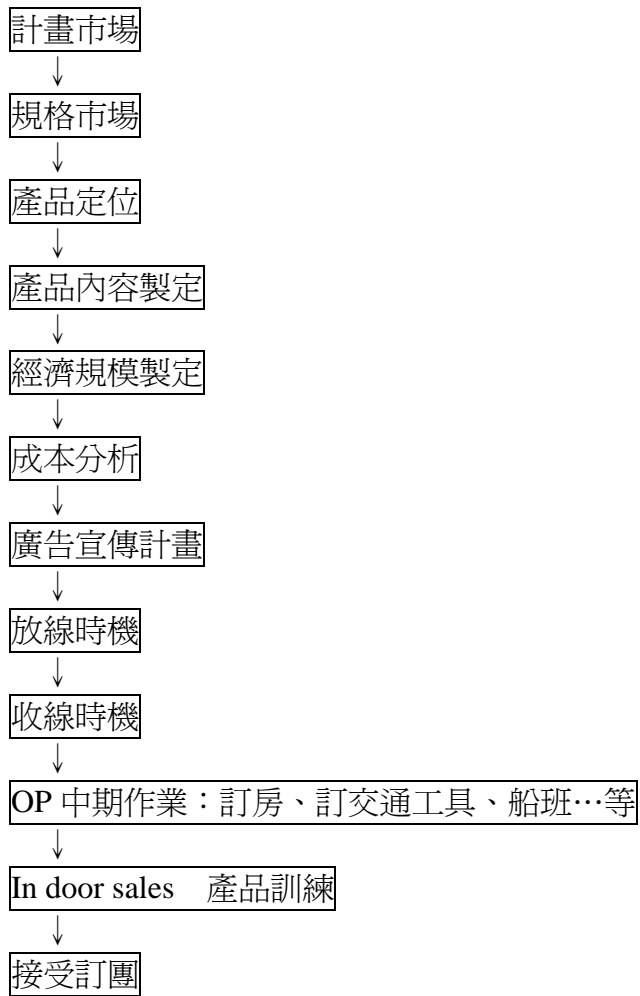 計畫市場
↓
規格市場
↓
產品定位
↓
產品內容製定
↓
經濟規模製定
↓
成本分析
↓
廣告宣傳計畫
↓
放線時機
↓
收線時機
↓
OP 中期作業：訂房、訂交通工具、船班…等
↓
In door sales　產品訓練
↓
接受訂團